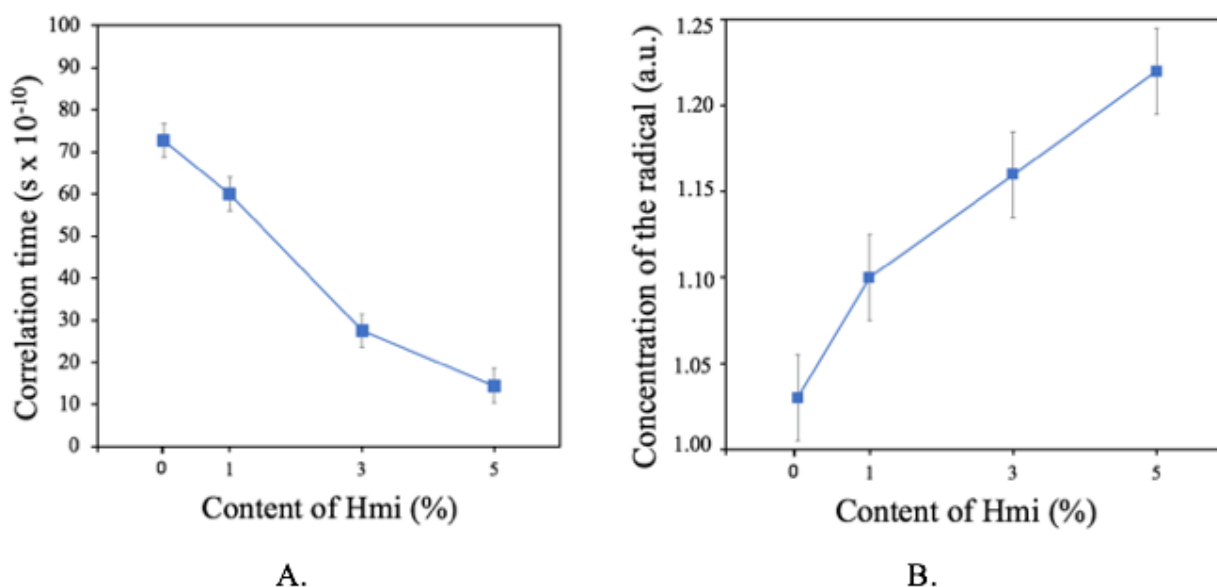 Correlation time (s x 10⁻¹⁰)
100
90
80
70
60
50
40
30
20
10
0
0 1 3 5
Content of Hmi (%)
A.
Concentration of the radical (a.u.)
1.25
1.20
1.15
1.10
1.05
1.00
0 1 3 5
Content of Hmi (%)
B.